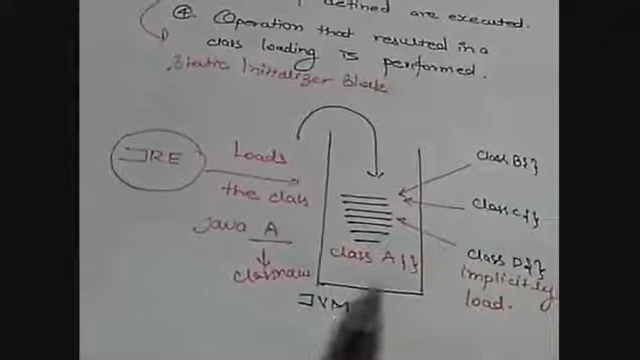 defined are executed.
④ Operation that resulted in a
class loading is performed.
Static Initializer Block
JRE
Loads
the class
Java A
classname
class A{}
JVM
class B{}
class C{}
class D{}
implicitly
load.